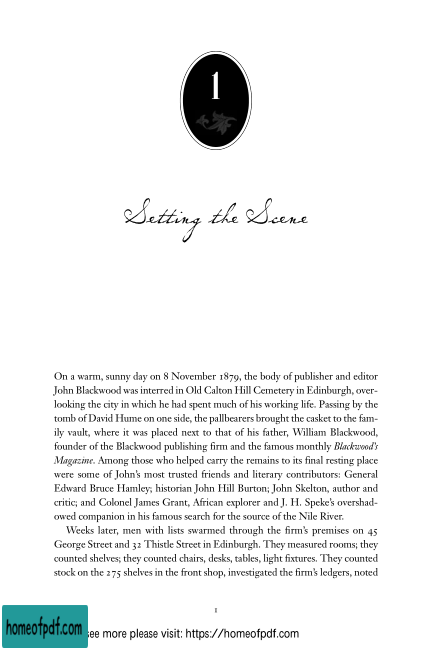 1
Setting the Scene
On a warm, sunny day on 8 November 1879, the body of publisher and editor
John Blackwood was interred in Old Calton Hill Cemetery in Edinburgh, over-
looking the city in which he had spent much of his working life. Passing by the
tomb of David Hume on one side, the pallbearers brought the casket to the fam-
ily vault, where it was placed next to that of his father, William Blackwood,
founder of the Blackwood publishing firm and the famous monthly Blackwood's
Magazine. Among those who helped carry the remains to its final resting place
were some of John's most trusted friends and literary contributors: General
Edward Bruce Hamley; historian John Hill Burton; John Skelton, author and
critic; and Colonel James Grant, African explorer and J. H. Speke's overshad-
owed companion in his famous search for the source of the Nile River.
Weeks later, men with lists swarmed through the firm's premises on 45
George Street and 32 Thistle Street in Edinburgh. They measured rooms; they
counted shelves; they counted chairs, desks, tables, light fixtures. They counted
stock on the 275 shelves in the front shop, investigated the firm's ledgers, noted
1
homeofpdf.com
see more please visit: https://homeofpdf.com